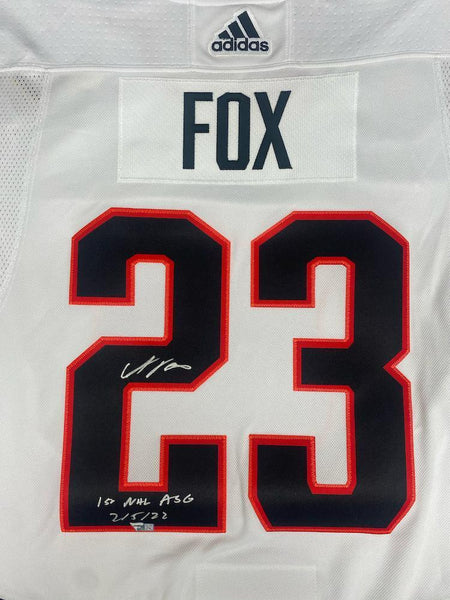 adidas
FOX
23
1st NHL ASG
2/5/22